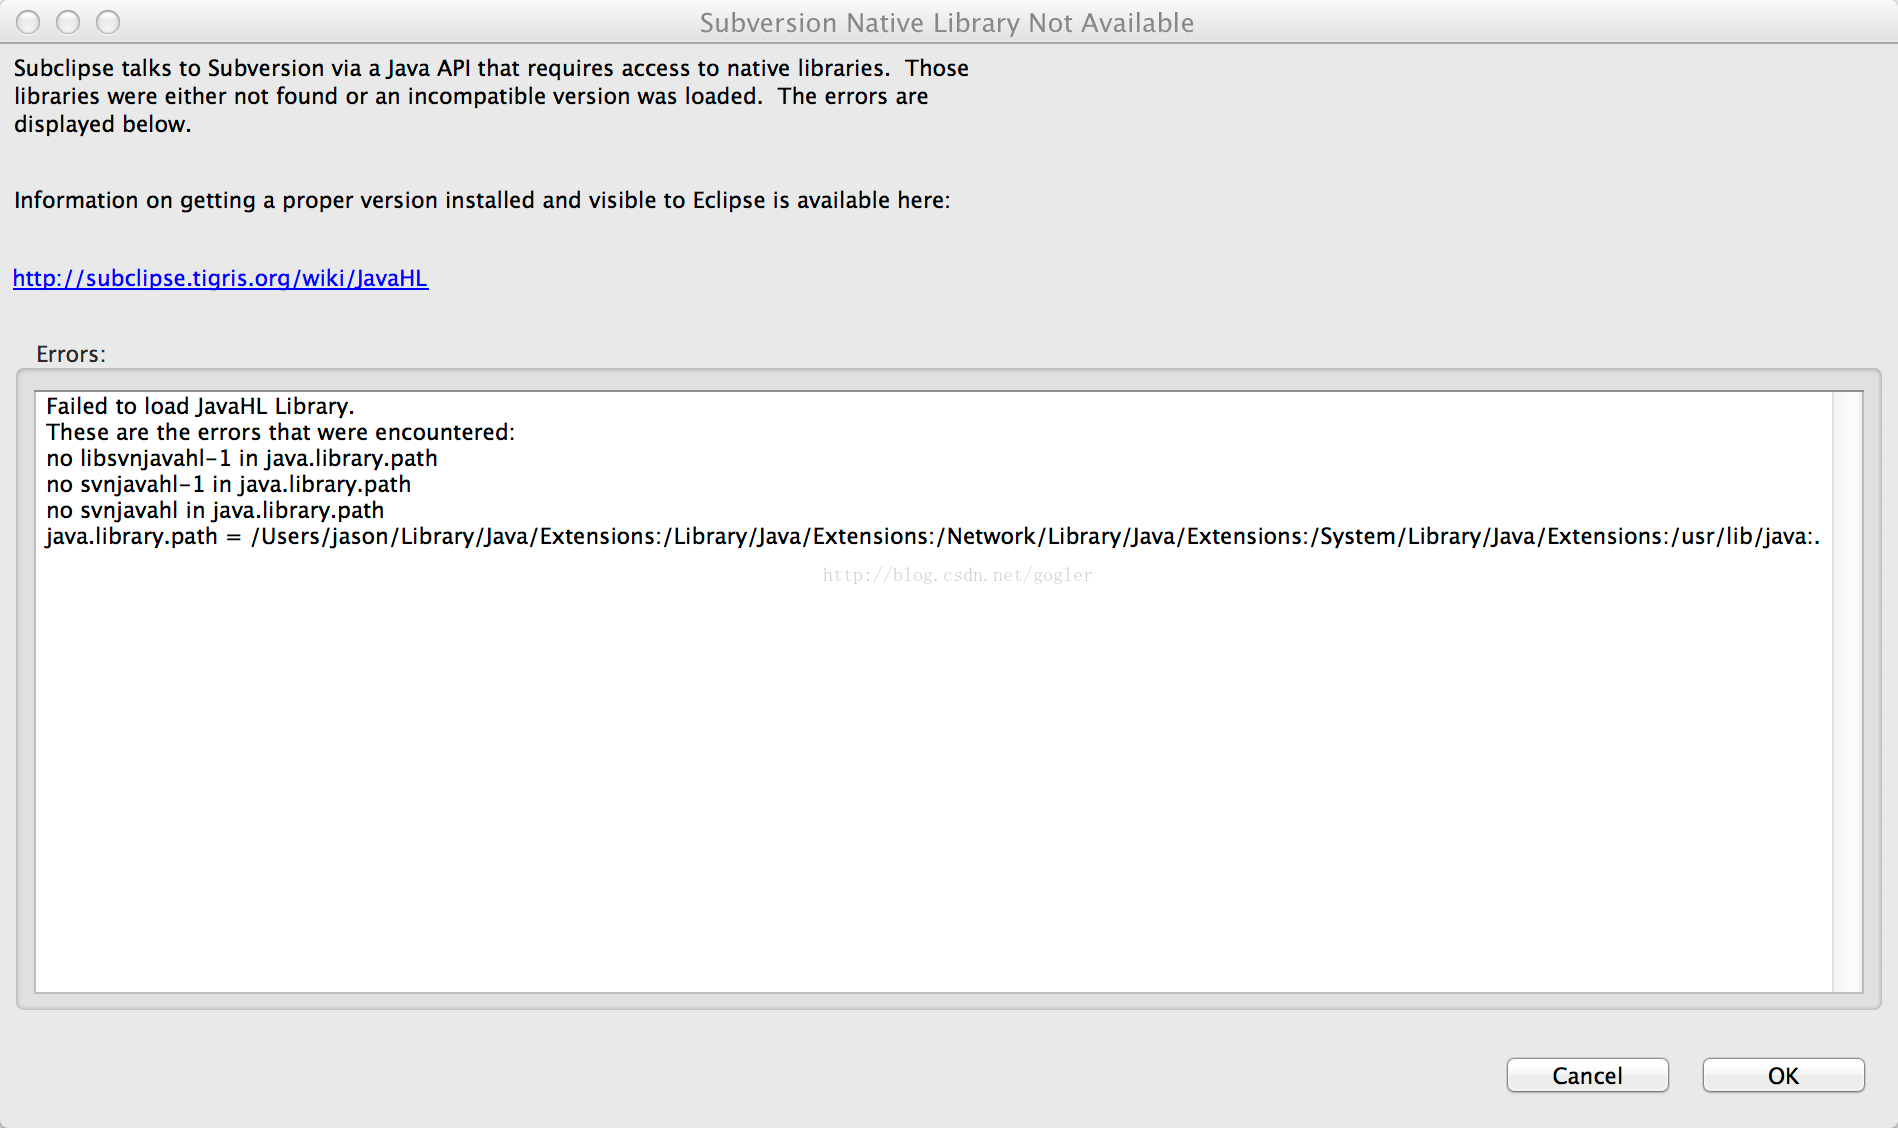 Subversion Native Library Not Available
Subclipse talks to Subversion via a Java API that requires access to native libraries.  Those
libraries were either not found or an incompatible version was loaded.  The errors are
displayed below.
Information on getting a proper version installed and visible to Eclipse is available here:
http://subclipse.tigris.org/wiki/JavaHL
Errors:
Failed to load JavaHL Library.
These are the errors that were encountered:
no libsvnjavahl-1 in java.library.path
no svnjavahl-1 in java.library.path
no svnjavahl in java.library.path
java.library.path = /Users/jason/Library/Java/Extensions:/Library/Java/Extensions:/Network/Library/Java/Extensions:/System/Library/Java/Extensions:/usr/lib/java:.
http://blog.csdn.net/gogler
Cancel
OK